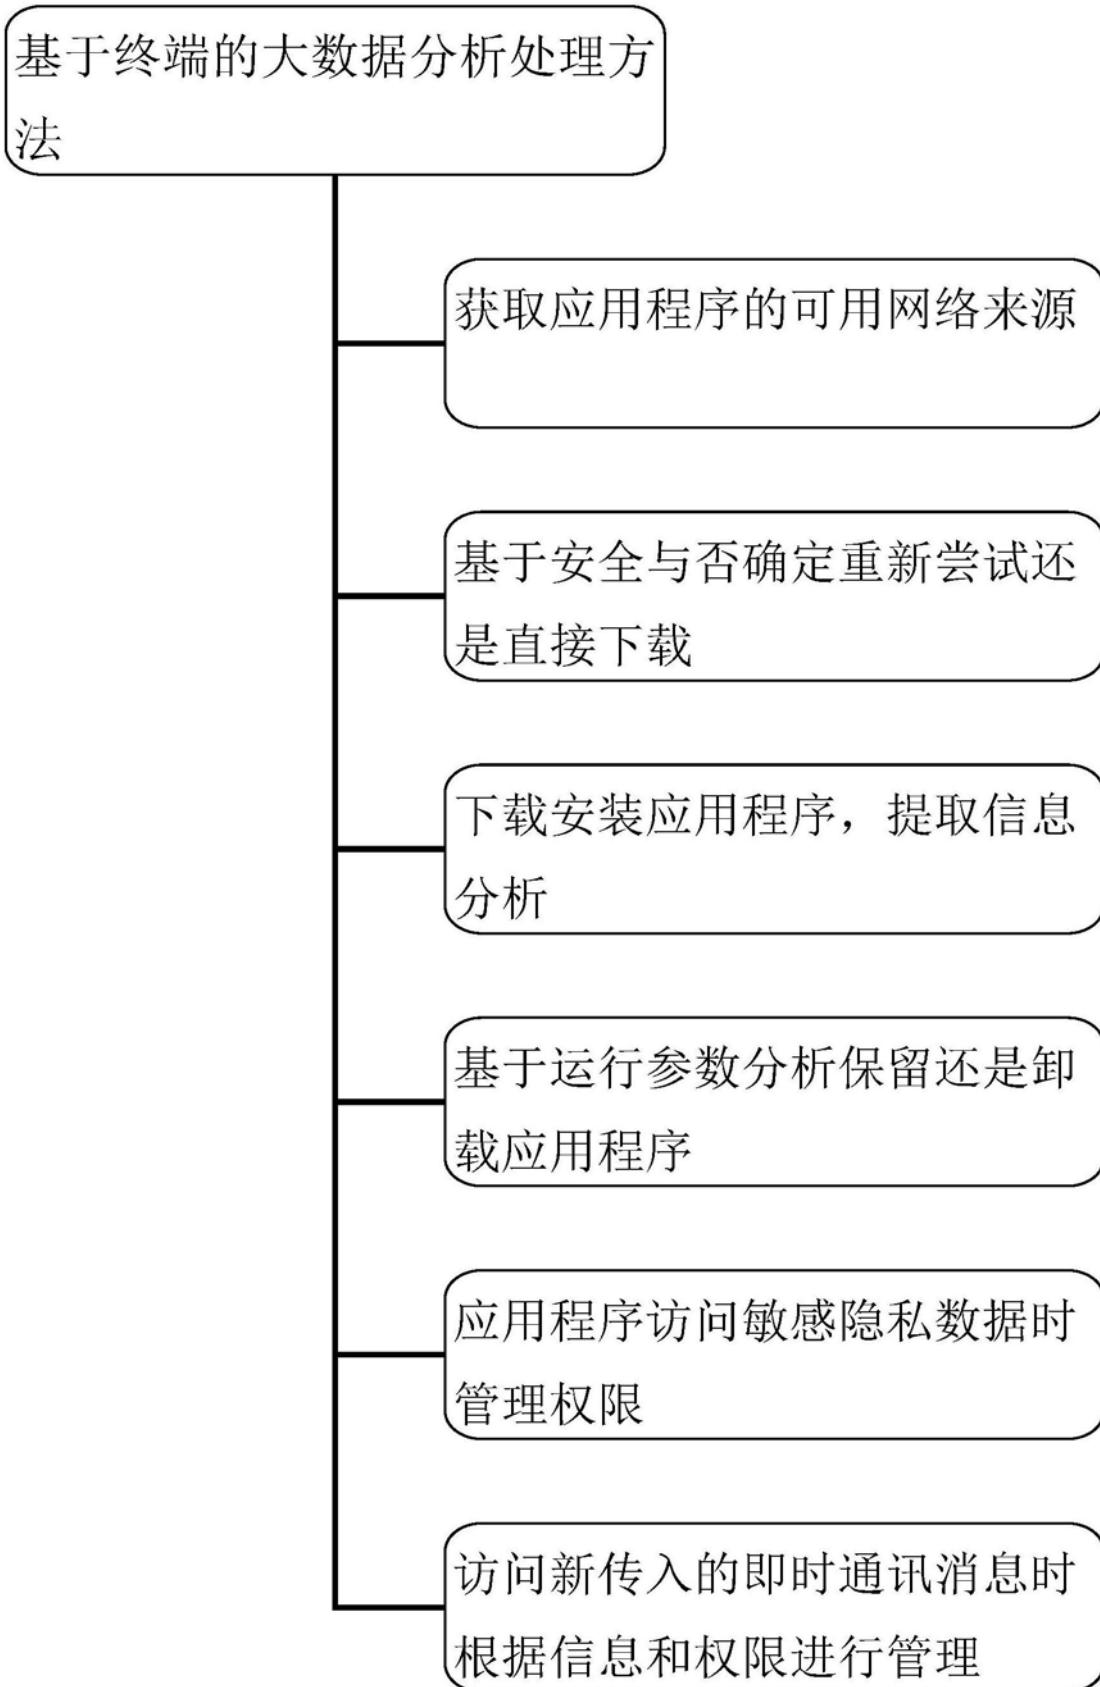 基于终端的大数据分析处理方
法
获取应用程序的可用网络来源
基于安全与否确定重新尝试还
是直接下载
下载安装应用程序，提取信息
分析
基于运行参数分析保留还是卸
载应用程序
应用程序访问敏感隐私数据时
管理权限
访问新传入的即时通讯消息时
根据信息和权限进行管理